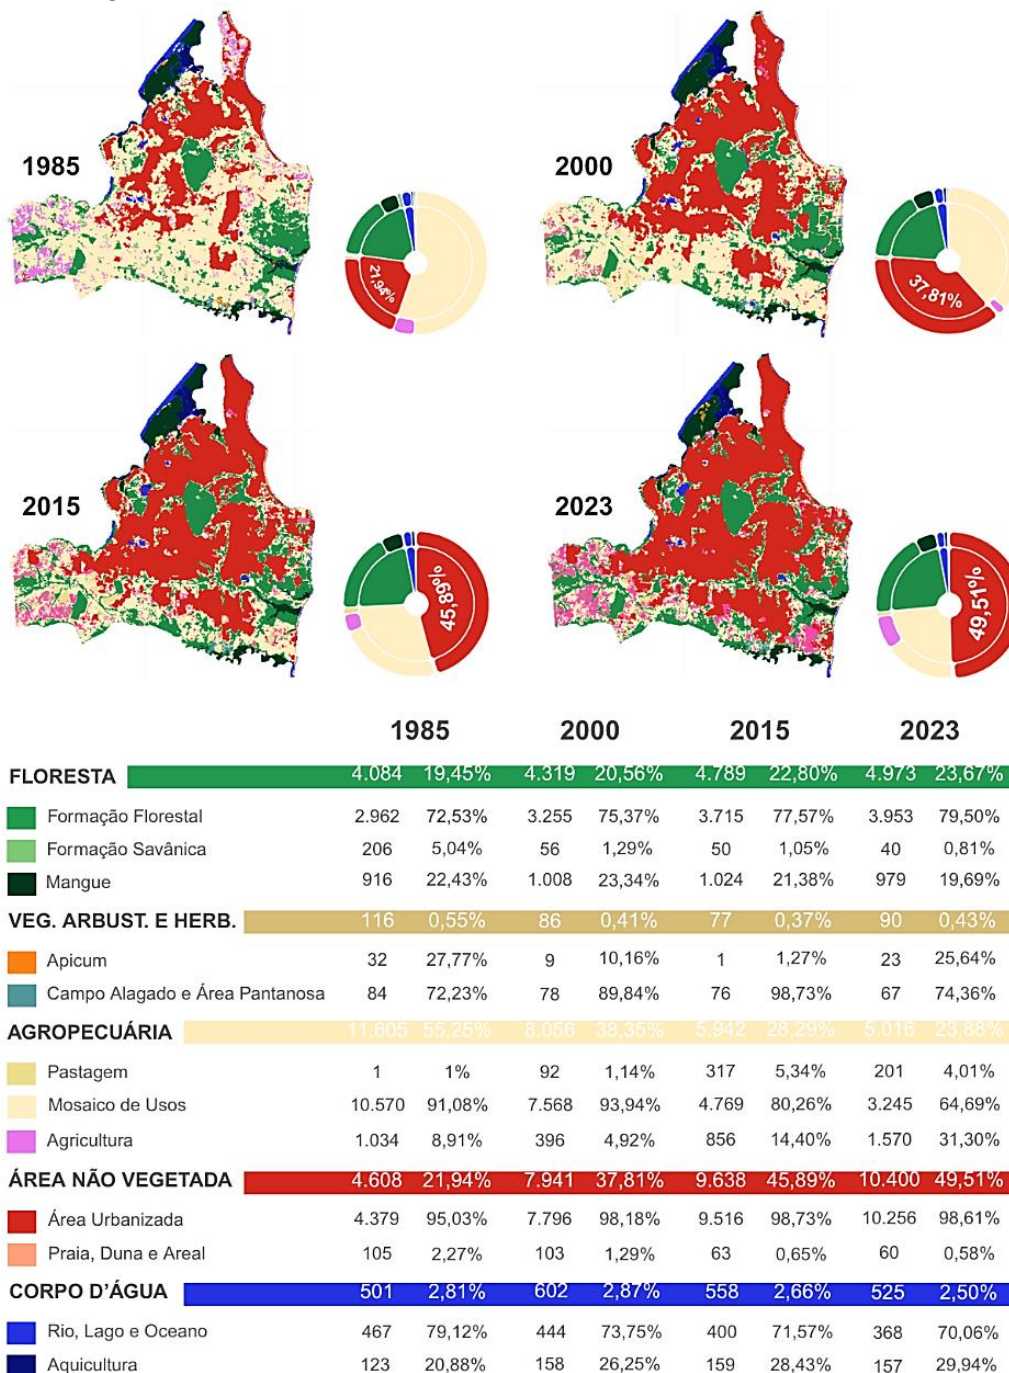 1985
21,94%
2000
37,81%
2015
45,89%
2023
49,51%
1985 2000 2015 2023
FLORESTA 4.084 19,45% 4.319 20,56% 4.789 22,80% 4.973 23,67%
Formação Florestal 2.962 72,53% 3.255 75,37% 3.715 77,57% 3.953 79,50%
Formação Savânica 206 5,04% 56 1,29% 50 1,05% 40 0,81%
Mangue 916 22,43% 1.008 23,34% 1.024 21,38% 979 19,69%
VEG. ARBUST. E HERB. 116 0,55% 86 0,41% 77 0,37% 90 0,43%
Apicum 32 27,77% 9 10,16% 1 1,27% 23 25,64%
Campo Alagado e Área Pantanosa 84 72,23% 78 89,84% 76 98,73% 67 74,36%
AGROPECUÁRIA 11.605 55,25% 8.056 38,35% 5.942 28,29% 5.016 23,88%
Pastagem 1 1% 92 1,14% 317 5,34% 201 4,01%
Mosaico de Usos 10.570 91,08% 7.568 93,94% 4.769 80,26% 3.245 64,69%
Agricultura 1.034 8,91% 396 4,92% 856 14,40% 1.570 31,30%
ÁREA NÃO VEGETADA 4.608 21,94% 7.941 37,81% 9.638 45,89% 10.400 49,51%
Área Urbanizada 4.379 95,03% 7.796 98,18% 9.516 98,73% 10.256 98,61%
Praia, Duna e Areal 105 2,27% 103 1,29% 63 0,65% 60 0,58%
CORPO D'ÁGUA 501 2,81% 602 2,87% 558 2,66% 525 2,50%
Rio, Lago e Oceano 467 79,12% 444 73,75% 400 71,57% 368 70,06%
Aquicultura 123 20,88% 158 26,25% 159 28,43% 157 29,94%